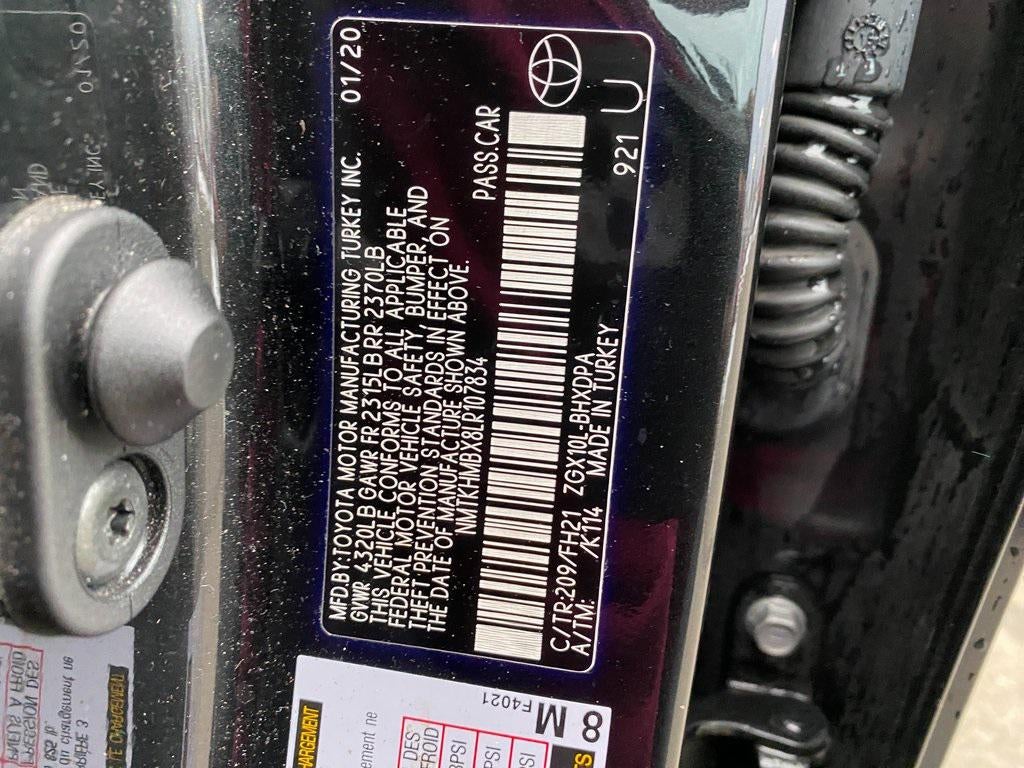 MFD.BY:TOYOTA MOTOR MANUFACTURING TURKEY INC. 01/20
GVWR 4320LB GAWR FR 2315LB RR 2370LB
THIS VEHICLE CONFORMS TO ALL APPLICABLE
FEDERAL MOTOR VEHICLE SAFETY, BUMPER, AND
THEFT PREVENTION STANDARDS IN EFFECT ON
THE DATE OF MANUFACTURE SHOWN ABOVE.
NMTKHMBX8LR107834 PASS.CAR
C/TR:209/FH21 ZGX10L-BHXDPA
A/TM: /K114 MADE IN TURKEY
921 U
8
M
F4021